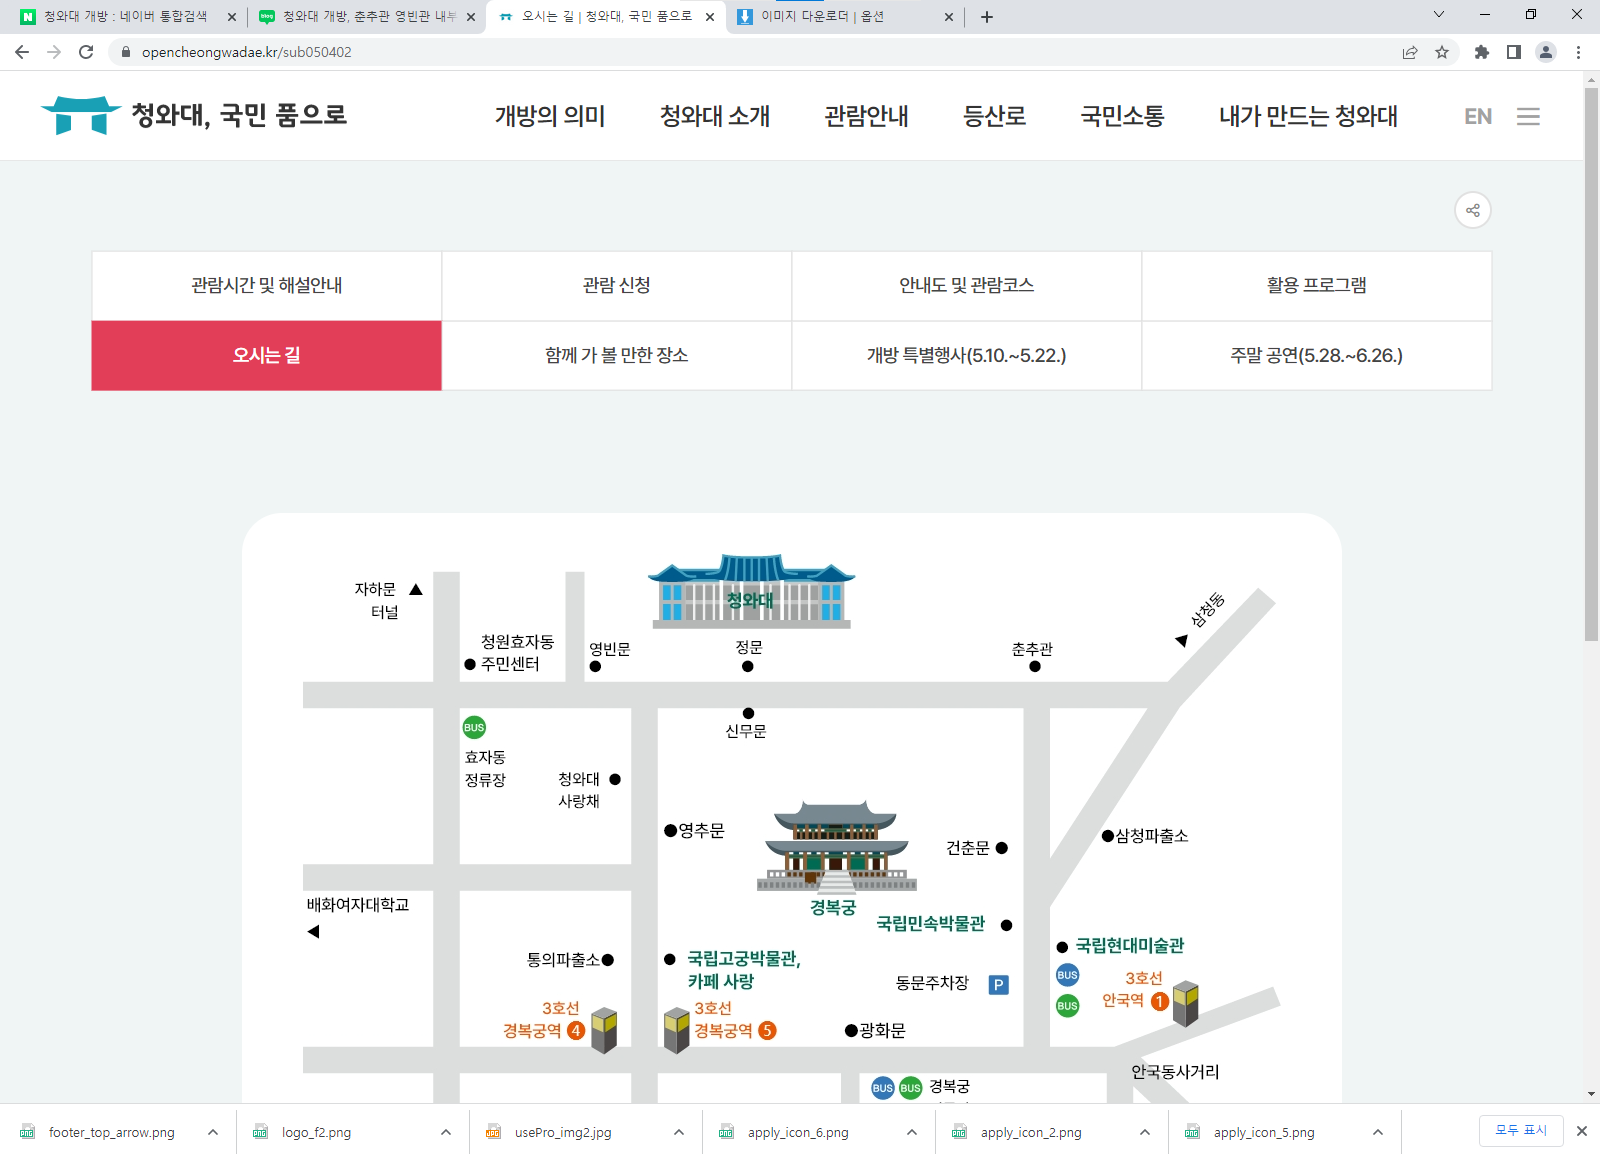 청와대 개방 : 네이버 통합검색
청와대 개방, 춘추관 영빈관 내부
오시는 길 | 청와대, 국민 품으로
이미지 다운로더 | 옵션
opencheongwadae.kr/sub050402
청와대, 국민 품으로
개방의 의미
청와대 소개
관람안내
등산로
국민소통
내가 만드는 청와대
EN
관람시간 및 해설안내
관람 신청
안내도 및 관람코스
활용 프로그램
오시는 길
함께 가 볼 만한 장소
개방 특별행사(5.10.~5.22.)
주말 공연(5.28.~6.26.)
청와대
자하문
터널
삼청동
청원효자동
주민센터
영빈문
정문
춘추관
신무문
BUS
효자동
정류장
청와대
사랑채
영추문
건춘문
삼청파출소
경복궁
배화여자대학교
국립민속박물관
국립현대미술관
통의파출소
국립고궁박물관,
카페 사랑
동문주차장
P
BUS
BUS
3호선
안국역 1
3호선
경복궁역 4
3호선
경복궁역 5
광화문
안국동사거리
BUS BUS 경복궁
footer_top_arrow.png
logo_f2.png
usePro_img2.jpg
apply_icon_6.png
apply_icon_2.png
apply_icon_5.png
모두 표시